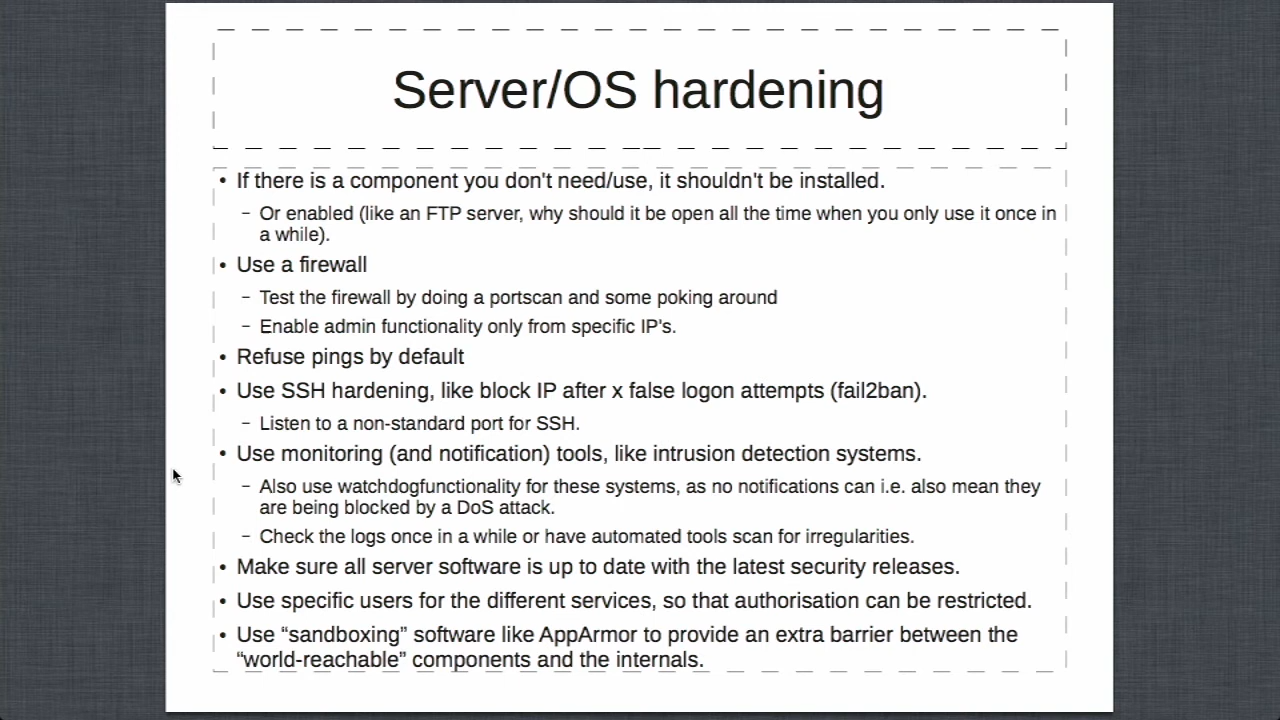 Server/OS hardening
• If there is a component you don't need/use, it shouldn't be installed.
– Or enabled (like an FTP server, why should it be open all the time when you only use it once in
a while).
• Use a firewall
– Test the firewall by doing a portscan and some poking around
– Enable admin functionality only from specific IP's.
• Refuse pings by default
• Use SSH hardening, like block IP after x false logon attempts (fail2ban).
– Listen to a non-standard port for SSH.
• Use monitoring (and notification) tools, like intrusion detection systems.
– Also use watchdogfunctionality for these systems, as no notifications can i.e. also mean they
are being blocked by a DoS attack.
– Check the logs once in a while or have automated tools scan for irregularities.
• Make sure all server software is up to date with the latest security releases.
• Use specific users for the different services, so that authorisation can be restricted.
• Use “sandboxing” software like AppArmor to provide an extra barrier between the
“world-reachable” components and the internals.